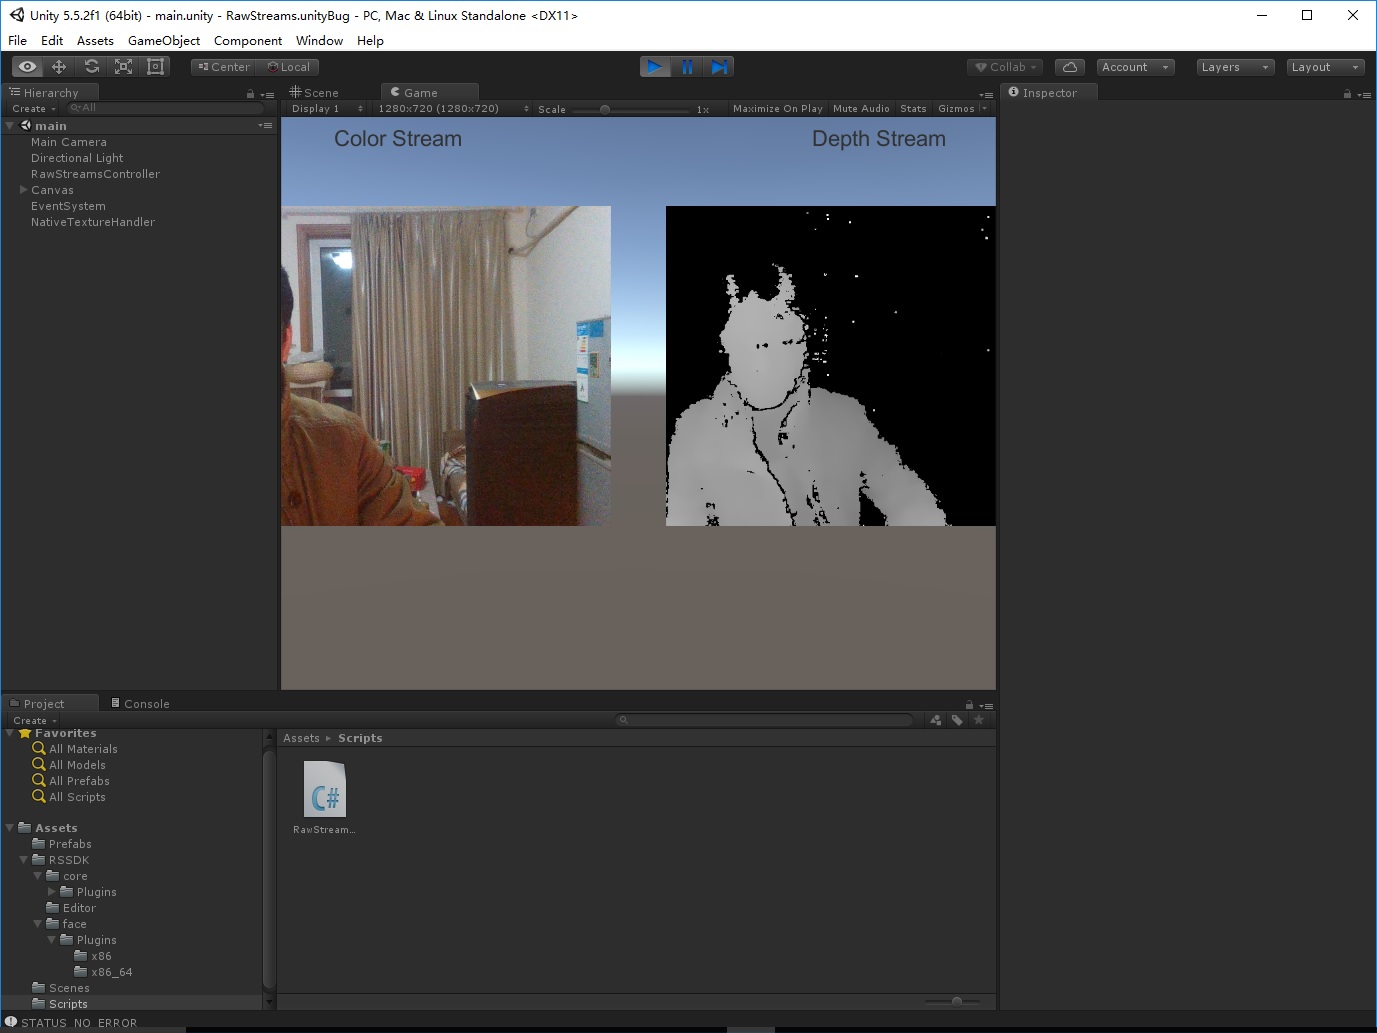 Unity 5.5.2f1 (64bit) - main.unity - RawStreams.unityBug - PC, Mac & Linux Standalone <DX11>
File Edit Assets GameObject Component Window Help
Center Local Collab Account Layers Layout
Hierarchy
Create All
main
Main Camera
Directional Light
RawStreamsController
Canvas
EventSystem
NativeTextureHandler
Scene Game
Display 1 1280x720 (1280x720) Scale 1x Maximize On Play Mute Audio Stats Gizmos
Color Stream Depth Stream
Inspector
Project Console
Create
Favorites
All Materials
All Models
All Prefabs
All Scripts
Assets
Prefabs
RSSDK
core
Plugins
Editor
face
Plugins
x86
x86_64
Scenes
Scripts
Assets ▸ Scripts
C#
RawStream...
STATUS_NO_ERROR